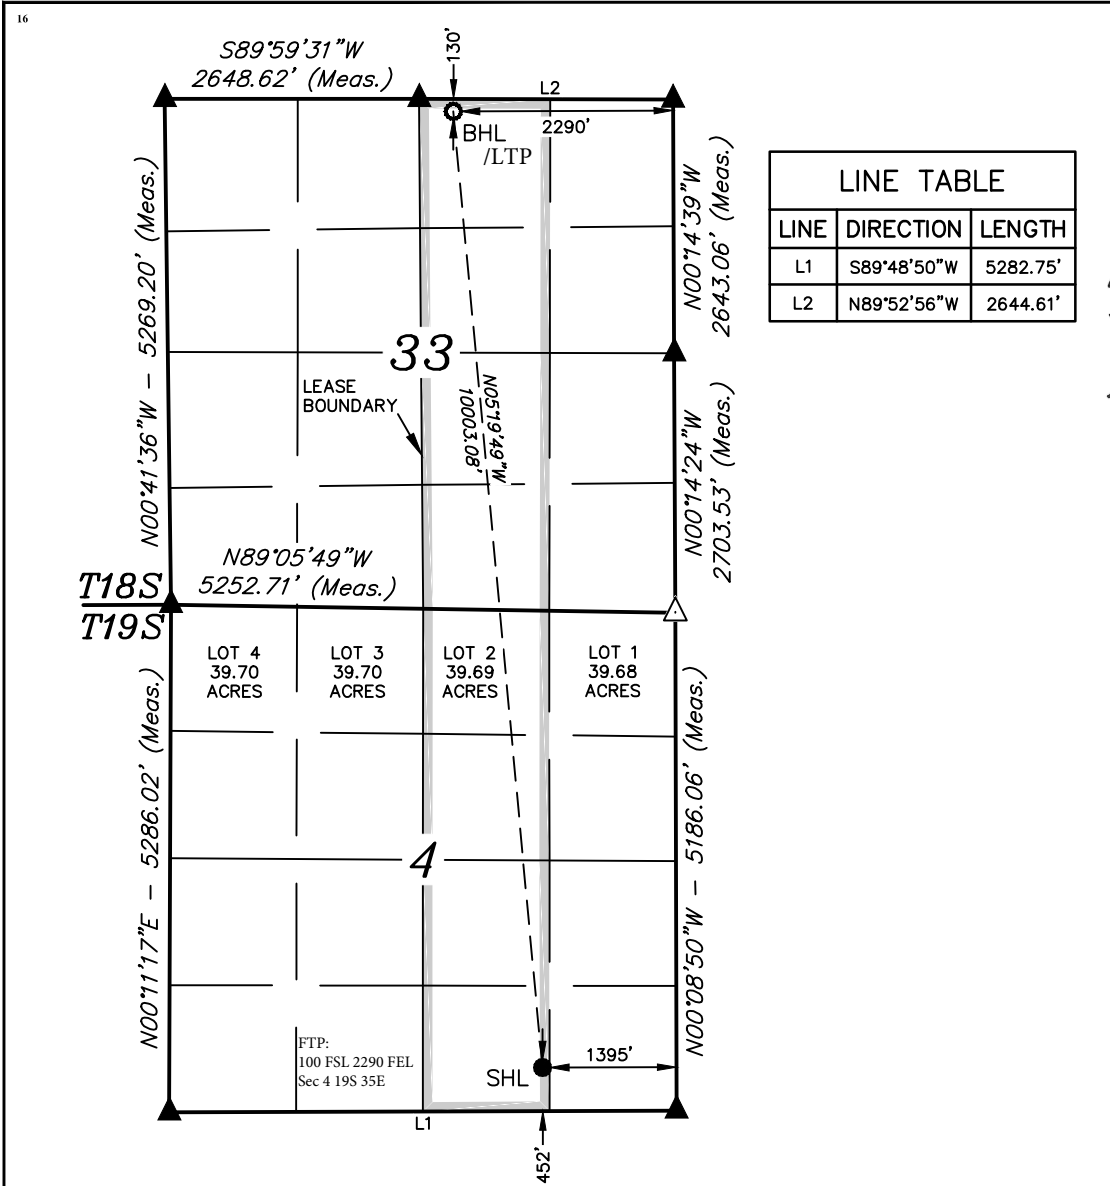 16
S89°59'31"W
2648.62' (Meas.)
130'
L2
2290'
BHL
/LTP
N00°14'39"W
2643.06' (Meas.)
LINE TABLE
LINE DIRECTION LENGTH
L1 S89°48'50"W 5282.75'
L2 N89°52'56"W 2644.61'
N00°41'36"W - 5269.20' (Meas.)
33
LEASE
BOUNDARY
N05°19'49"W
10003.08'
N00°14'24"W
2703.53' (Meas.)
N89°05'49"W
5252.71' (Meas.)
T18S
T19S
LOT 4
39.70
ACRES
LOT 3
39.70
ACRES
LOT 2
39.69
ACRES
LOT 1
39.68
ACRES
N00°11'17"E - 5286.02' (Meas.)
4
N00°08'50"W - 5186.06' (Meas.)
FTP:
100 FSL 2290 FEL
Sec 4 19S 35E
SHL
1395'
L1
452'